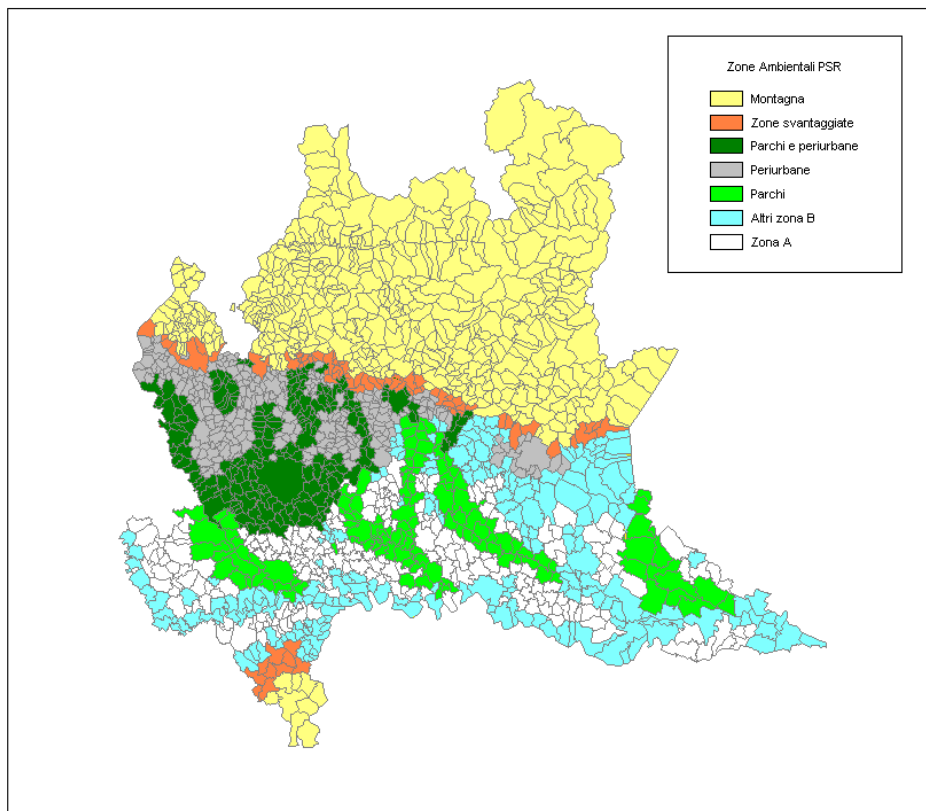 Zone Ambientali PSR
Montagna
Zone svantaggiate
Parchi e periurbane
Periurbane
Parchi
Altri zona B
Zona A